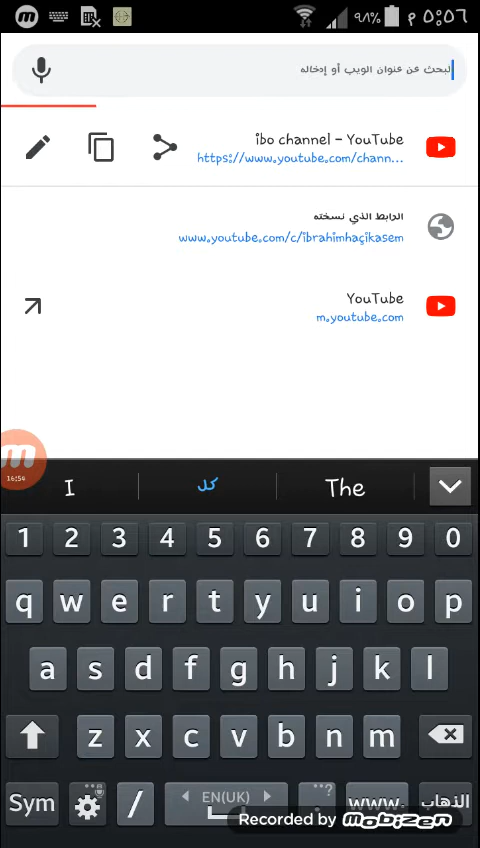 ٩٨% ٥:٥٦ م
ابحث عن عنوان الويب أو إدخاله
ibo channel – YouTube
https://www.youtube.com/chann...
الرابط الذي نسخته
www.youtube.com/c/ibrahimhaçikasem
YouTube
m.youtube.com
16:54
I كل The
1 2 3 4 5 6 7 8 9 0
q w e r t y u i o p
a s d f g h j k l
z x c v b n m
Sym / EN(UK) . ...? www. الذهاب
Recorded by mobizen